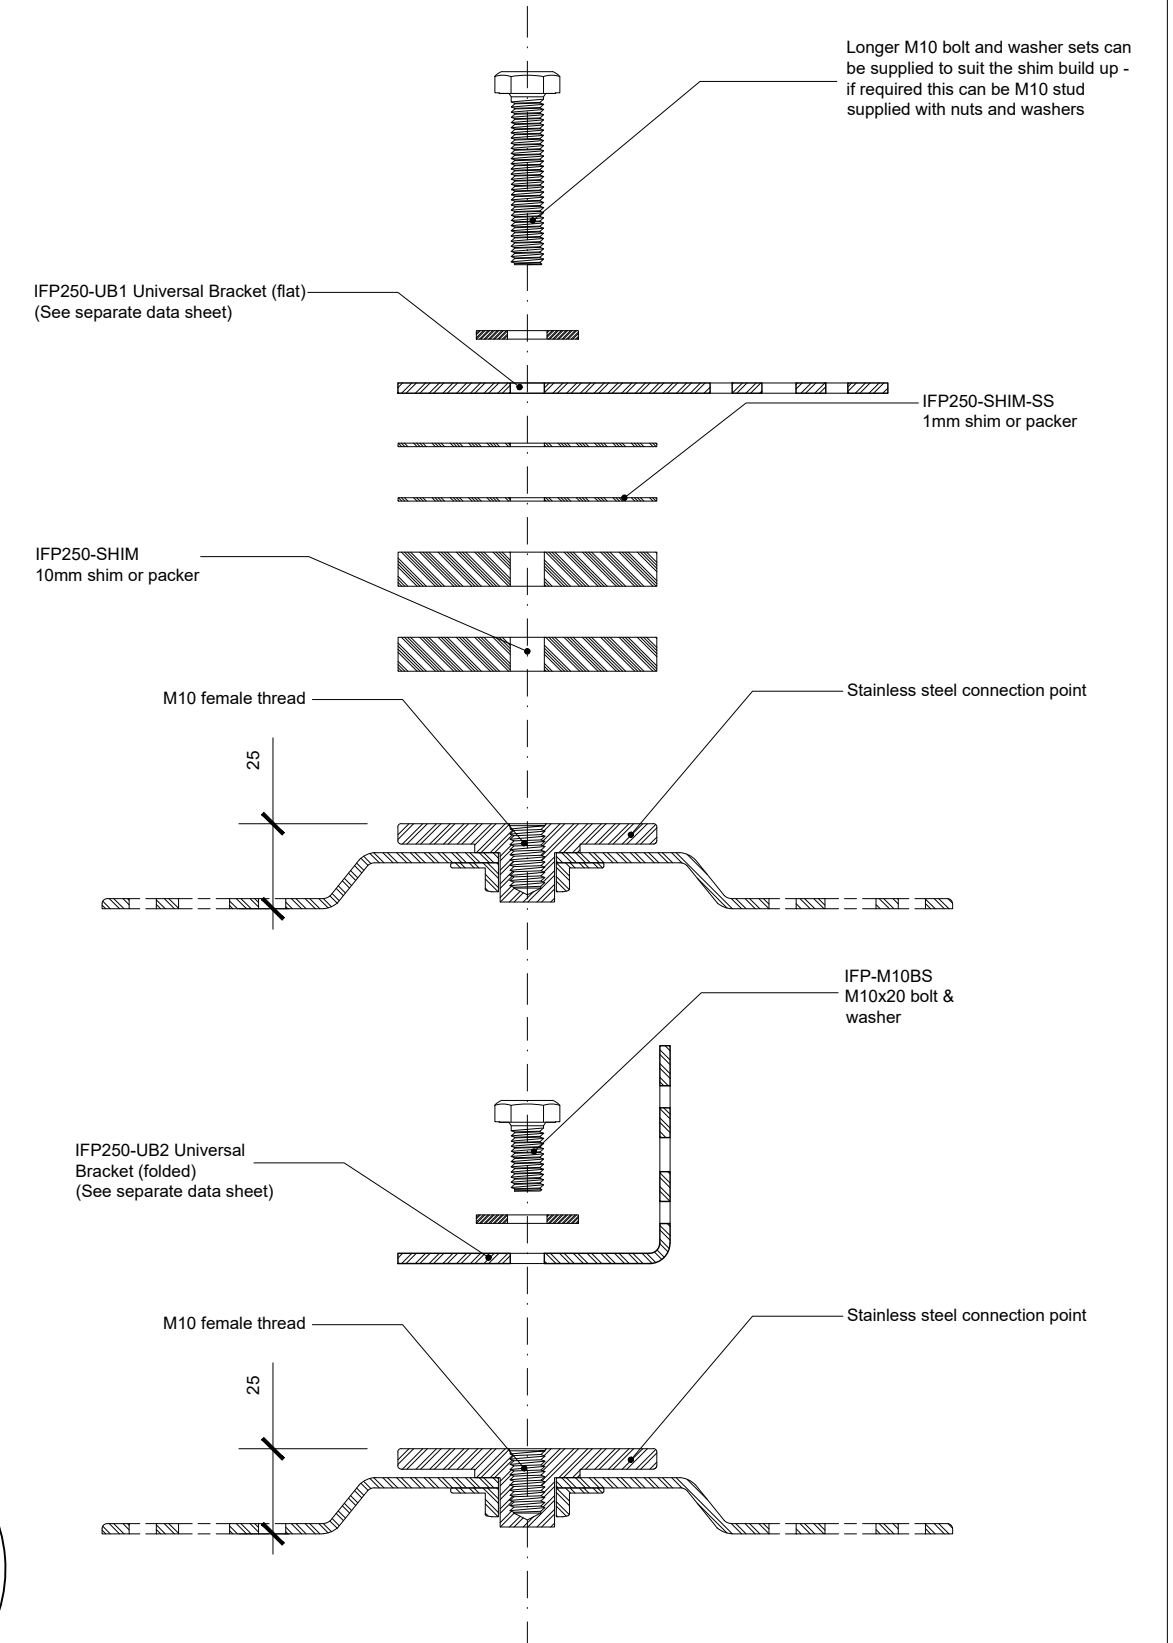 Longer M10 bolt and washer sets can
be supplied to suit the shim build up -
if required this can be M10 stud
supplied with nuts and washers
IFP250-UB1 Universal Bracket (flat)
(See separate data sheet)
IFP250-SHIM-SS
1mm shim or packer
IFP250-SHIM
10mm shim or packer
M10 female thread
Stainless steel connection point
25
IFP-M10BS
M10x20 bolt &
washer
IFP250-UB2 Universal
Bracket (folded)
(See separate data sheet)
M10 female thread
Stainless steel connection point
25